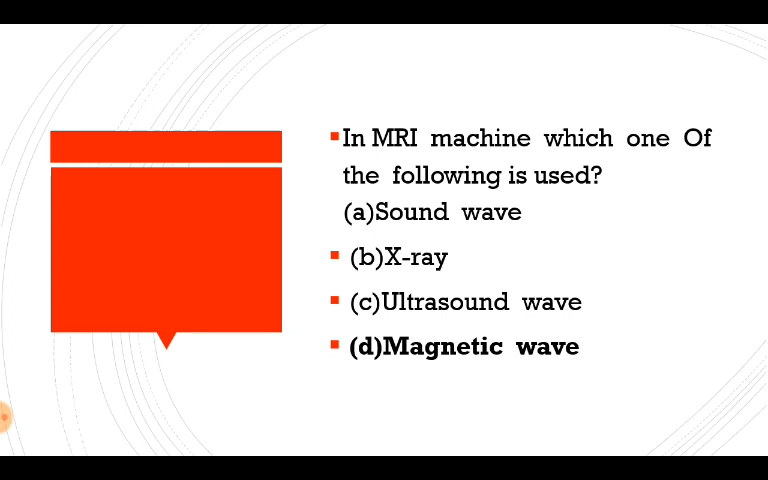 In MRI machine which one Of
the following is used?
(a)Sound wave
(b)X-ray
(c)Ultrasound wave
(d)Magnetic wave